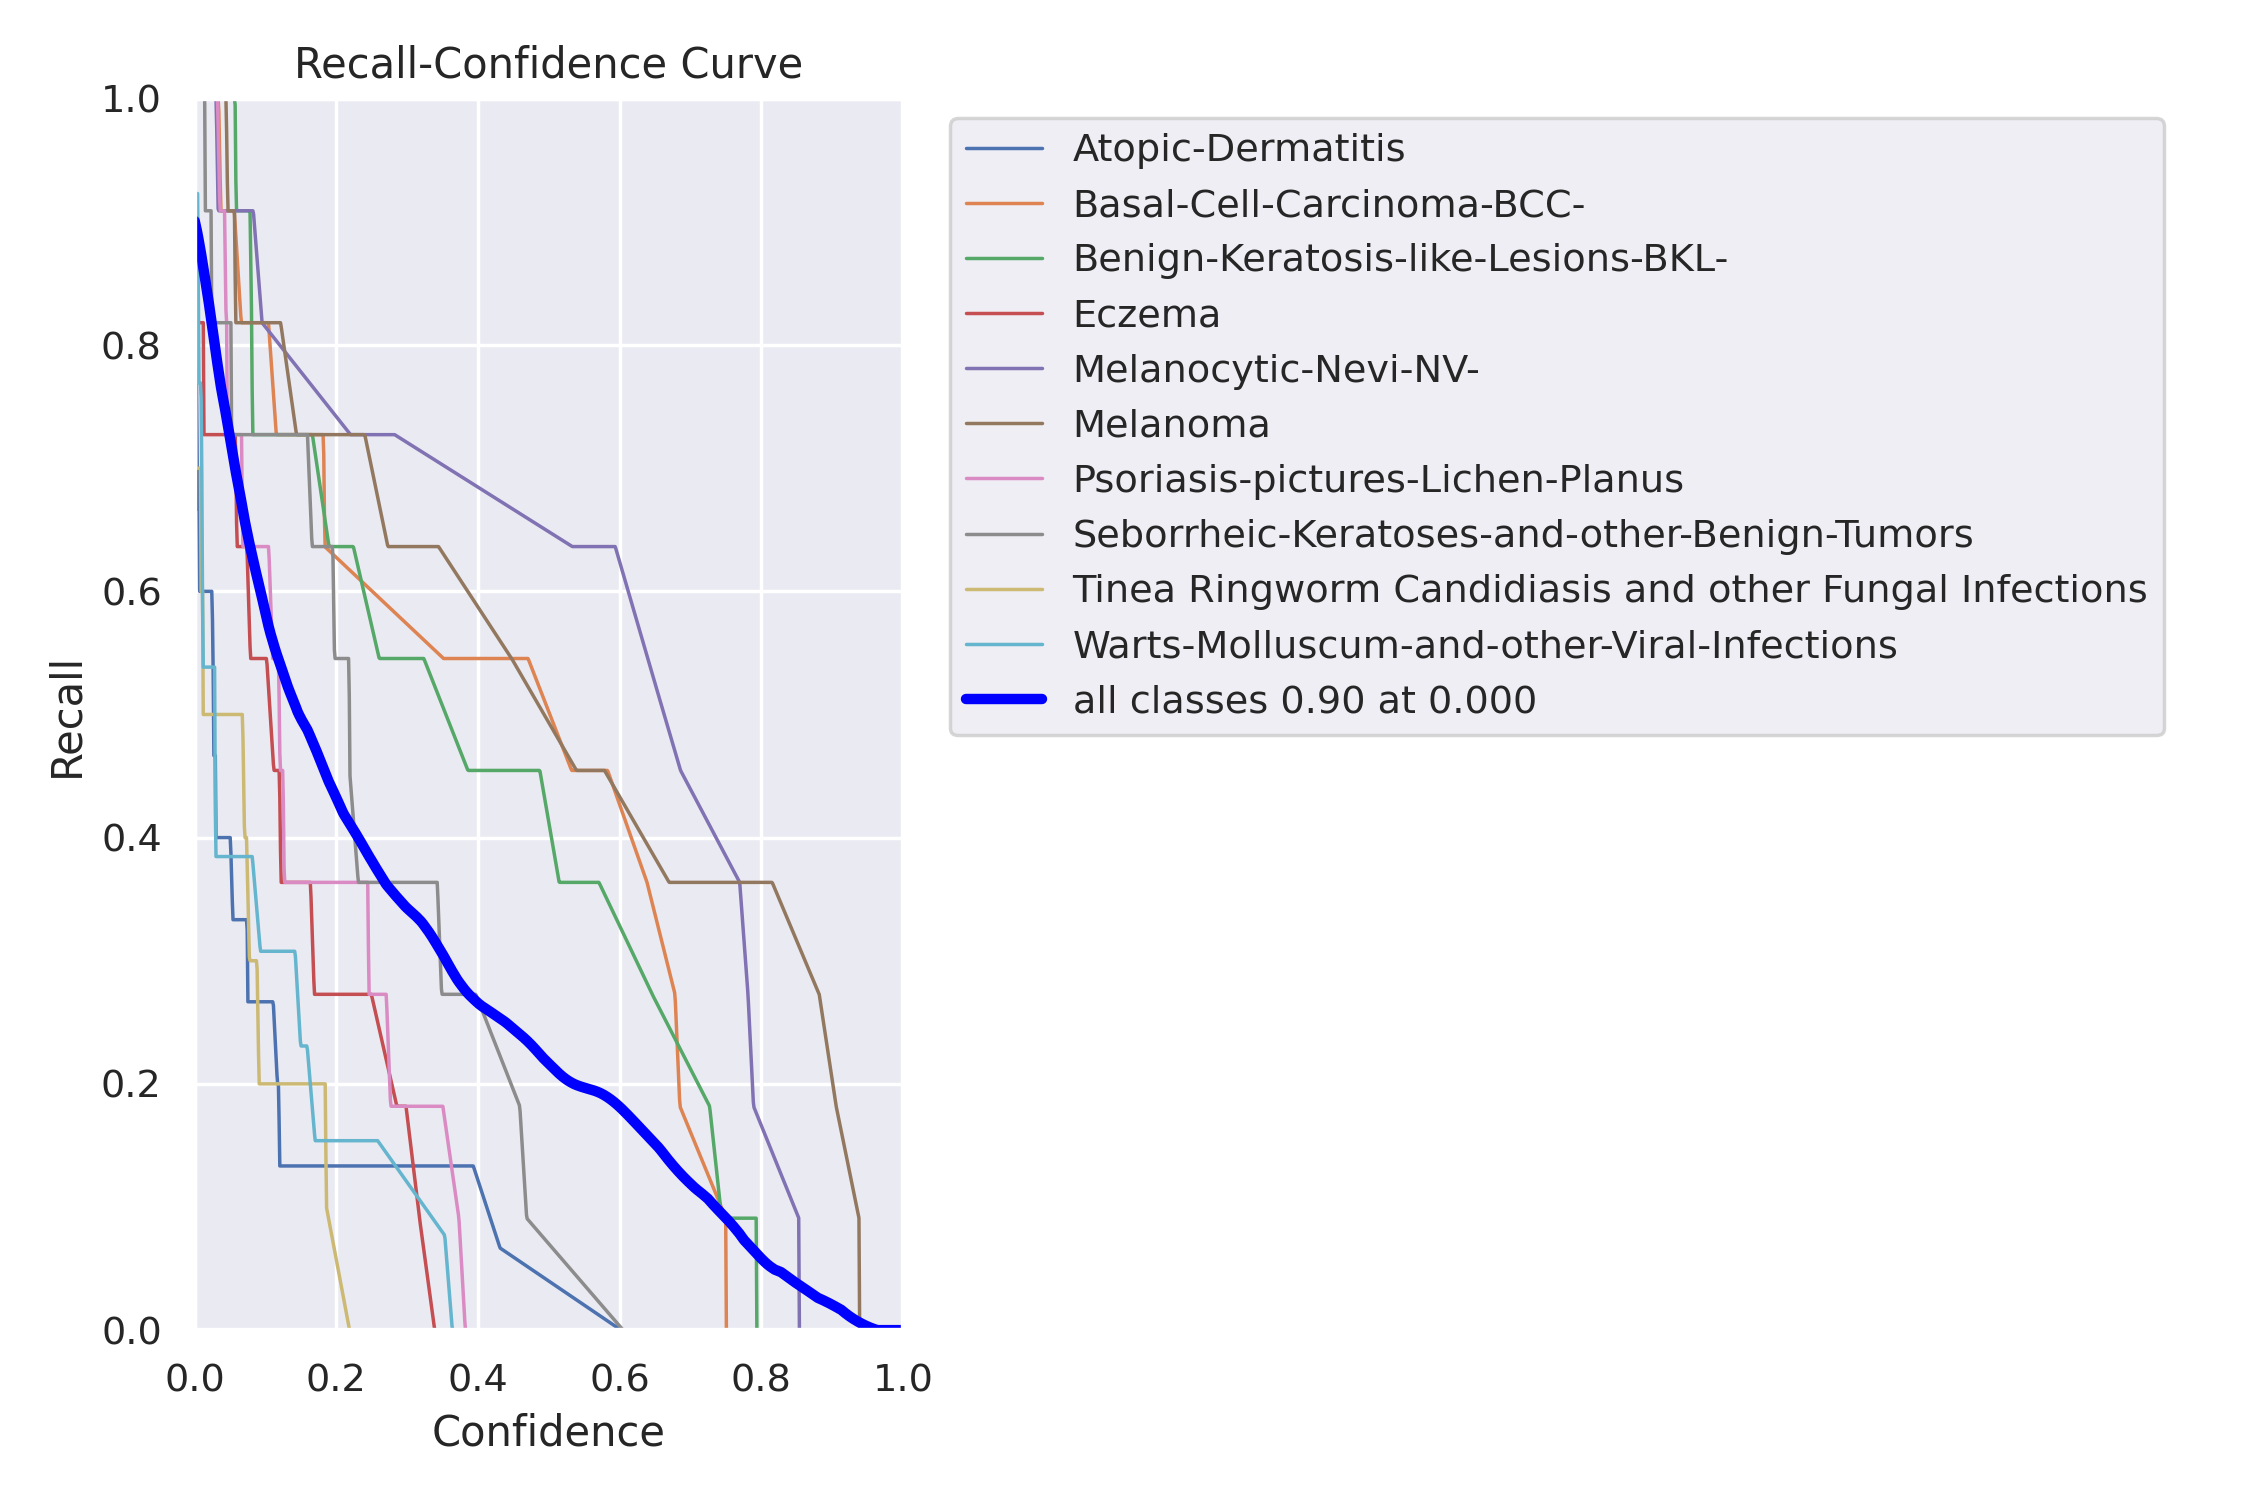 Recall-Confidence Curve
1.0
0.8
0.6
0.4
0.2
0.0
Recall
0.0 0.2 0.4 0.6 0.8 1.0
Confidence
Atopic-Dermatitis
Basal-Cell-Carcinoma-BCC-
Benign-Keratosis-like-Lesions-BKL-
Eczema
Melanocytic-Nevi-NV-
Melanoma
Psoriasis-pictures-Lichen-Planus
Seborrheic-Keratoses-and-other-Benign-Tumors
Tinea Ringworm Candidiasis and other Fungal Infections
Warts-Molluscum-and-other-Viral-Infections
all classes 0.90 at 0.000